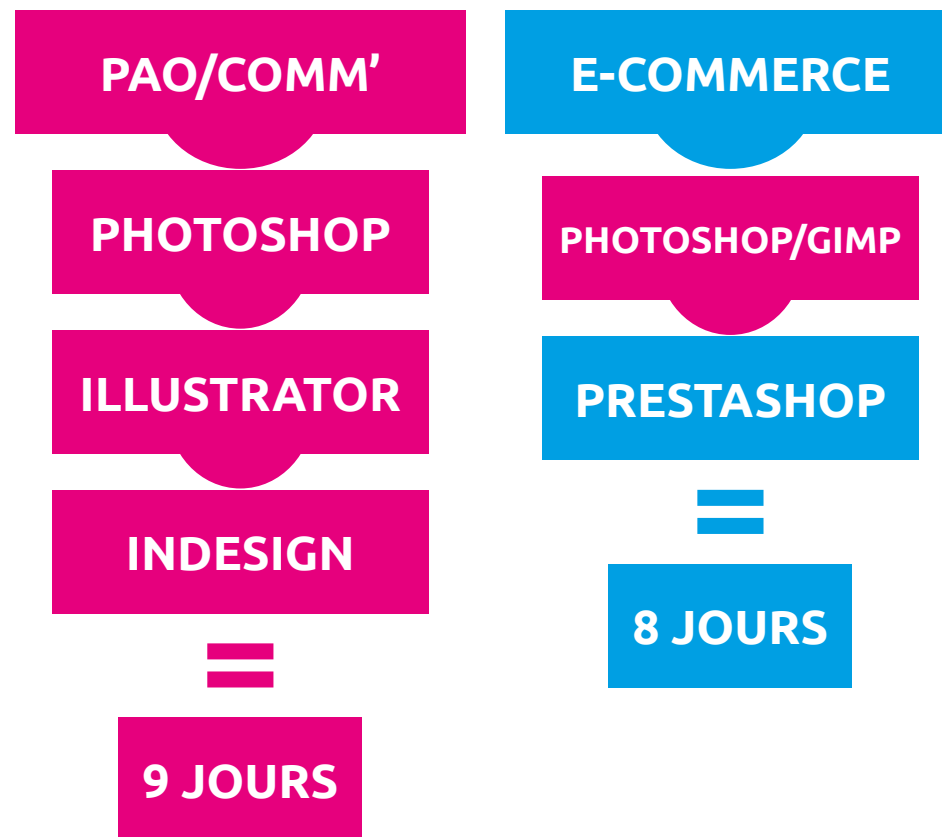 PAO/COMM’
PHOTOSHOP
ILLUSTRATOR
INDESIGN
=
9 JOURS
E-COMMERCE
PHOTOSHOP/GIMP
PRESTASHOP
=
8 JOURS